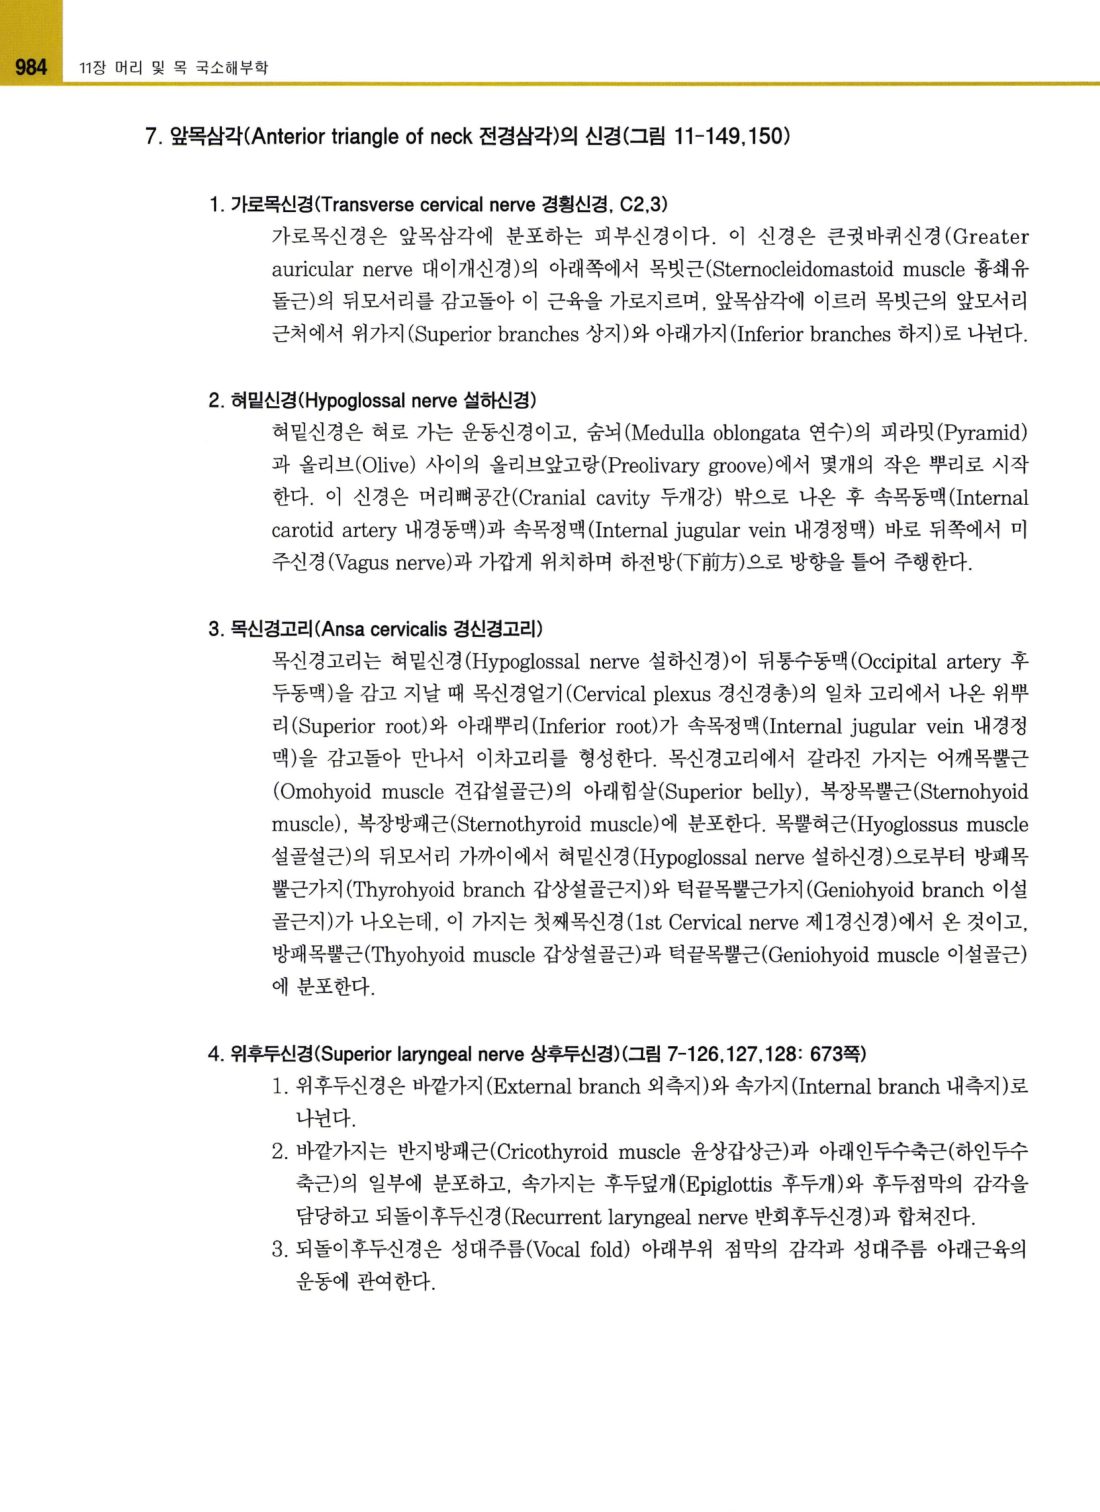 984
11장 머리 및 목 국소해부학
7. 앞목삼각(Anterior triangle of neck 전경삼각)의 신경(그림 11-149,150)
1. 가로목신경(Transverse cervical nerve 경횡신경, C2,3)
가로목신경은 앞목삼각에 분포하는 피부신경이다. 이 신경은 큰귓바퀴신경(Greater
auricular nerve 대이개신경)의 아래쪽에서 목빗근(Sternocleidomastoid muscle 흉쇄유
돌근)의 뒤모서리를 감고돌아 이 근육을 가로지르며, 앞목삼각에 이르러 목빗근의 앞모서리
근처에서 위가지(Superior branches 상지)와 아래가지(Inferior branches 하지)로 나뉜다.
2. 혀밑신경(Hypoglossal nerve 설하신경)
혀밑신경은 혀로 가는 운동신경이고, 숨뇌(Medulla oblongata 연수)의 피라밋(Pyramid)
과 올리브(Olive) 사이의 올리브앞고랑(Preolivary groove)에서 몇개의 작은 뿌리로 시작
한다. 이 신경은 머리뼈공간(Cranial cavity 두개강) 밖으로 나온 후 속목동맥(Internal
carotid artery 내경동맥)과 속목정맥(Internal jugular vein 내경정맥) 바로 뒤쪽에서 미
주신경(Vagus nerve)과 가깝게 위치하며 하전방(下前方)으로 방향을 틀어 주행한다.
3. 목신경고리(Ansa cervicalis 경신경고리)
목신경고리는 혀밑신경(Hypoglossal nerve 설하신경)이 뒤통수동맥(Occipital artery 후
두동맥)을 감고 지날 때 목신경얼기(Cervical plexus 경신경총)의 일차 고리에서 나온 위뿌
리(Superior root)와 아래뿌리(Inferior root)가 속목정맥(Internal jugular vein 내경정
맥)을 감고돌아 만나서 이차고리를 형성한다. 목신경고리에서 갈라진 가지는 어깨목뿔근
(Omohyoid muscle 견갑설골근)의 아래힘살(Superior belly), 복장목뿔근(Sternohyoid
muscle), 복장방패근(Sternothyroid muscle)에 분포한다. 목뿔혀근(Hyoglossus muscle
설골설근)의 뒤모서리 가까이에서 혀밑신경(Hypoglossal nerve 설하신경)으로부터 방패목
뿔근가지(Thyrohyoid branch 갑상설골근지)와 턱끝목뿔근가지(Geniohyoid branch 이설
골근지)가 나오는데, 이 가지는 첫째목신경(1st Cervical nerve 제1경신경)에서 온 것이고,
방패목뿔근(Thyohyoid muscle 갑상설골근)과 턱끝목뿔근(Geniohyoid muscle 이설골근)
에 분포한다.
4. 위후두신경(Superior laryngeal nerve 상후두신경)(그림 7-126,127,128: 673쪽)
1. 위후두신경은 바깥가지(External branch 외측지)와 속가지(Internal branch 내측지)로
나뉜다.
2. 바깥가지는 반지방패근(Cricothyroid muscle 윤상갑상근)과 아래인두수축근(하인두수
축근)의 일부에 분포하고, 속가지는 후두덮개(Epiglottis 후두개)와 후두점막의 감각을
담당하고 되돌이후두신경(Recurrent laryngeal nerve 반회후두신경)과 합쳐진다.
3. 되돌이후두신경은 성대주름(Vocal fold) 아래부위 점막의 감각과 성대주름 아래근육의
운동에 관여한다.